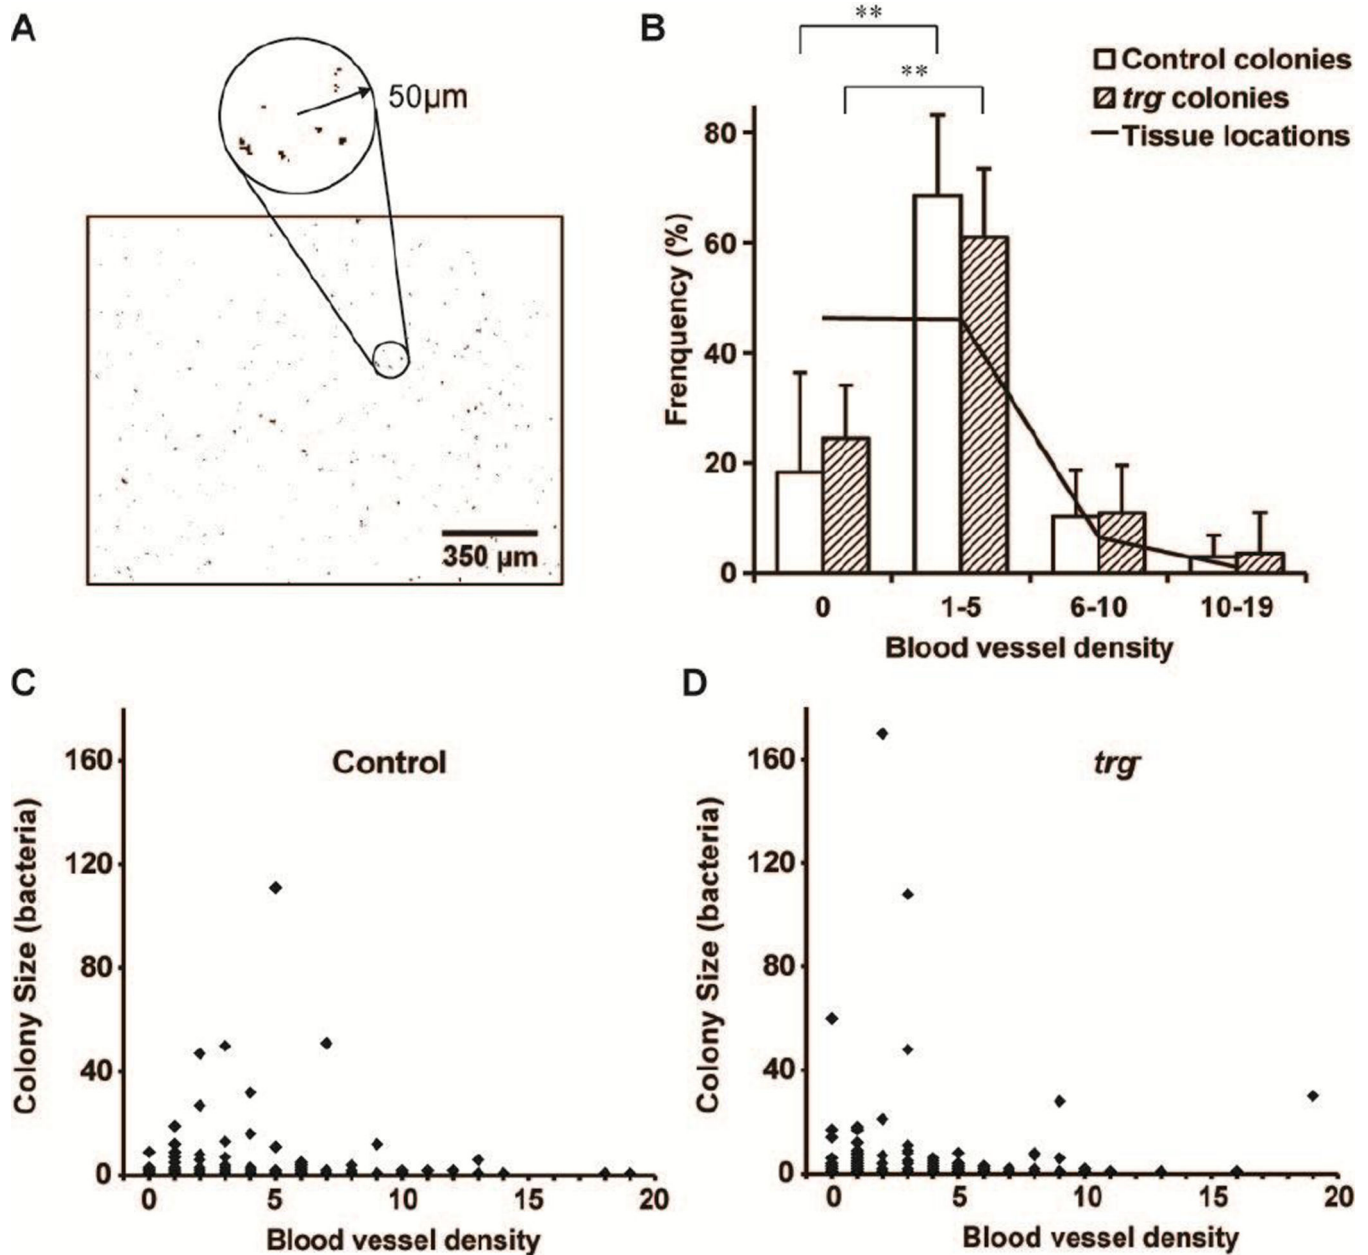 A
50µm
350 µm
B
**
**
Control colonies
trg colonies
Tissue locations
Frenquency (%)
80
60
40
20
0
0 1-5 6-10 10-19
Blood vessel density
C
Control
Colony Size (bacteria)
160
120
80
40
0
0 5 10 15 20
Blood vessel density
D
trg
Colony Size (bacteria)
160
120
80
40
0
0 5 10 15 20
Blood vessel density